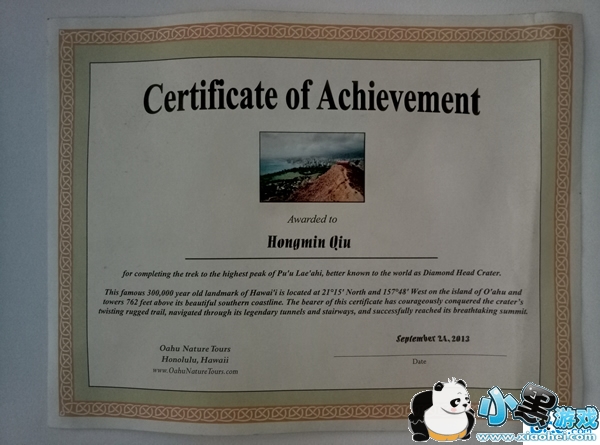 Certificate of Achievement
Awarded to
Hongmin Qiu
for completing the trek to the highest peak of Pu'u Lae'ahi, better known to the world as Diamond Head Crater.
This famous 300,000 year old landmark of Hawai'i is located at 21°15' North and 157°48' West on the island of O'ahu and
towers 762 feet above its beautiful southern coastline. The bearer of this certificate has courageously conquered the crater's
twisting rugged trail, navigated through its legendary tunnels and stairways, and successfully reached its breathtaking summit.
September 24, 2013
Date
Oahu Nature Tours
Honolulu, Hawaii
www.OahuNatureTours.com
小黑游戏
www.xiaohei.com